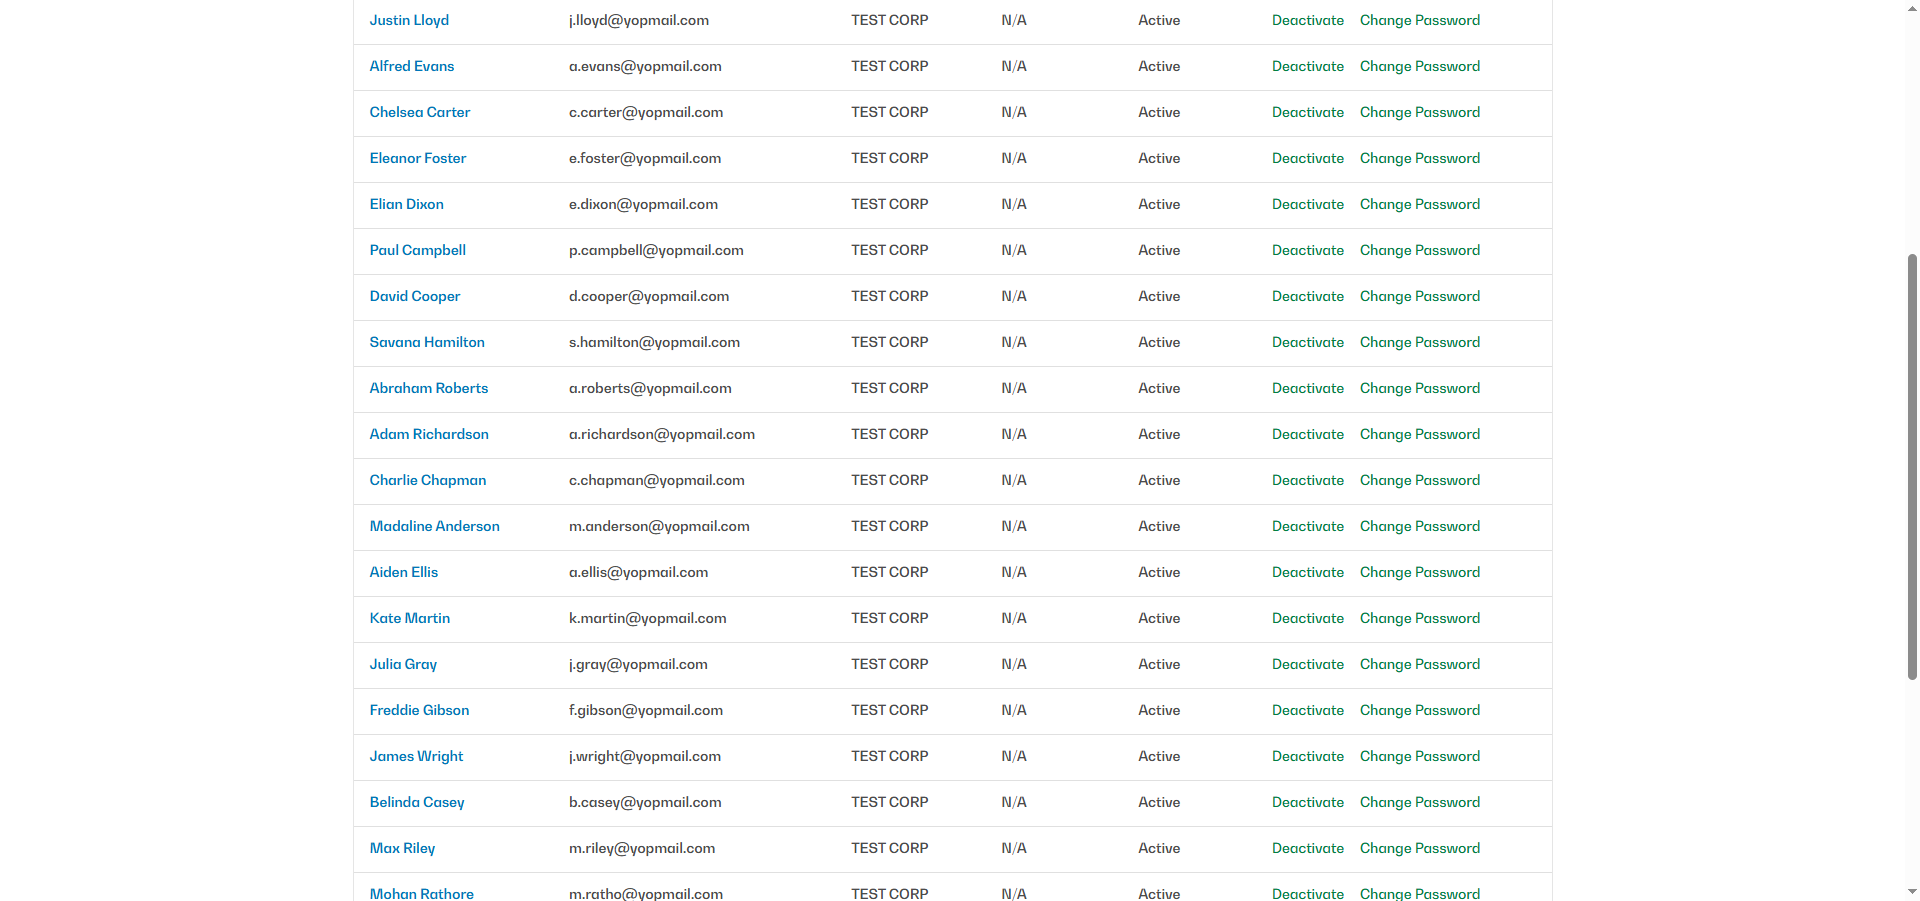 Justin Lloyd j.lloyd@yopmail.com TEST CORP N/A Active Deactivate Change Password
Alfred Evans a.evans@yopmail.com TEST CORP N/A Active Deactivate Change Password
Chelsea Carter c.carter@yopmail.com TEST CORP N/A Active Deactivate Change Password
Eleanor Foster e.foster@yopmail.com TEST CORP N/A Active Deactivate Change Password
Elian Dixon e.dixon@yopmail.com TEST CORP N/A Active Deactivate Change Password
Paul Campbell p.campbell@yopmail.com TEST CORP N/A Active Deactivate Change Password
David Cooper d.cooper@yopmail.com TEST CORP N/A Active Deactivate Change Password
Savana Hamilton s.hamilton@yopmail.com TEST CORP N/A Active Deactivate Change Password
Abraham Roberts a.roberts@yopmail.com TEST CORP N/A Active Deactivate Change Password
Adam Richardson a.richardson@yopmail.com TEST CORP N/A Active Deactivate Change Password
Charlie Chapman c.chapman@yopmail.com TEST CORP N/A Active Deactivate Change Password
Madaline Anderson m.anderson@yopmail.com TEST CORP N/A Active Deactivate Change Password
Aiden Ellis a.ellis@yopmail.com TEST CORP N/A Active Deactivate Change Password
Kate Martin k.martin@yopmail.com TEST CORP N/A Active Deactivate Change Password
Julia Gray j.gray@yopmail.com TEST CORP N/A Active Deactivate Change Password
Freddie Gibson f.gibson@yopmail.com TEST CORP N/A Active Deactivate Change Password
James Wright j.wright@yopmail.com TEST CORP N/A Active Deactivate Change Password
Belinda Casey b.casey@yopmail.com TEST CORP N/A Active Deactivate Change Password
Max Riley m.riley@yopmail.com TEST CORP N/A Active Deactivate Change Password
Mohan Rathore m.ratho@yopmail.com TEST CORP N/A Active Deactivate Change Password